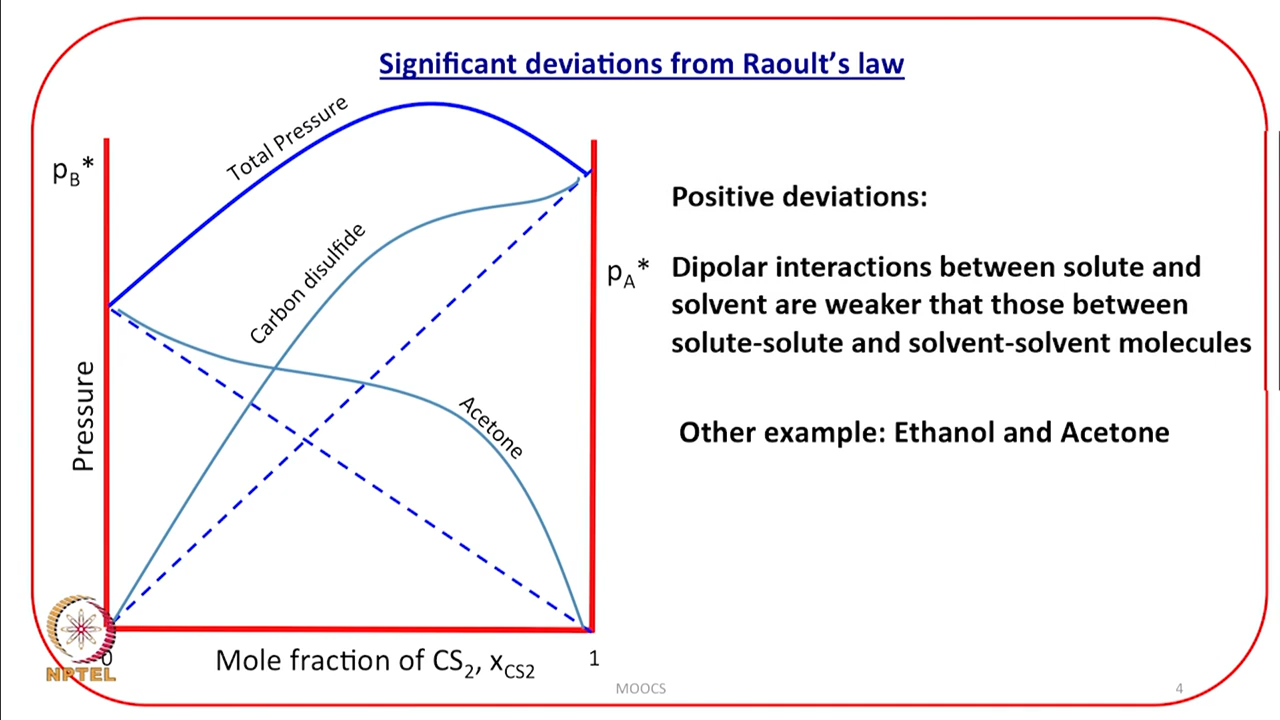 Significant deviations from Raoult's law
pB*
Total Pressure
Carbon disulfide
Acetone
pA*
Pressure
0
Mole fraction of CS2, xCS2
1
Positive deviations:
Dipolar interactions between solute and
solvent are weaker that those between
solute-solute and solvent-solvent molecules
Other example: Ethanol and Acetone
NPTEL
MOOCS
4